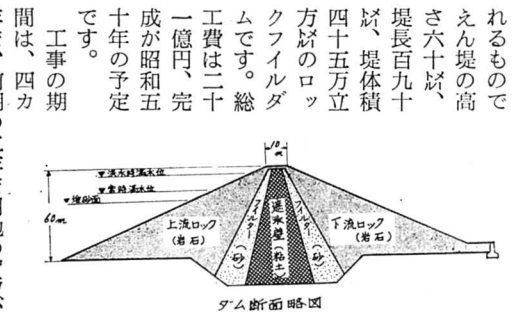 れるもので
えん堤の高
さ六十㍍、
堤長百九十
㍍、堤体積
四十五万立
方㍍のロッ
クフイルダ
ムです。総
工費は二十
一億円、完
成が昭和五
十年の予定
です。
工事の期
間は、四カ
10m
▼洪水時満水位
▼常時満水位
▼堆砂面
60m
上流ロック
(岩石)
フィルター(砂)
遮水壁(粘土)
フィルター(砂)
下流ロック
(岩石)
ダム断面略図